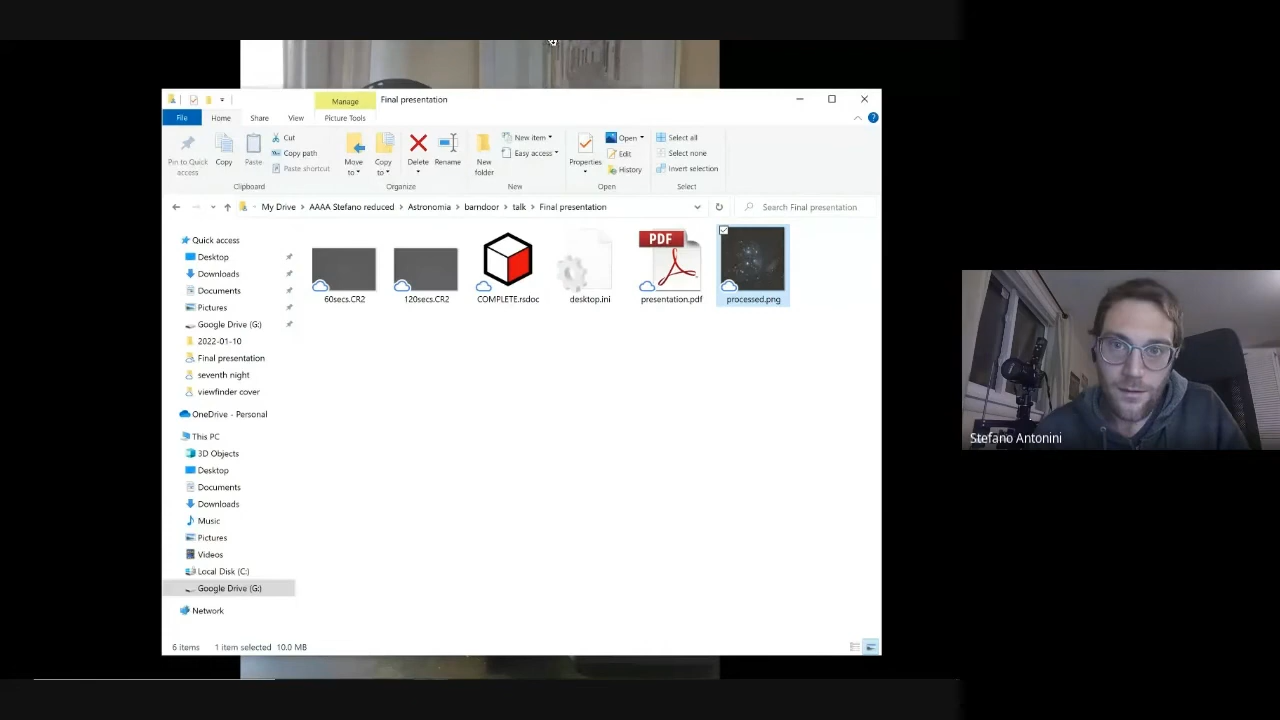 Manage
Final presentation
File
Home
Share
View
Picture Tools
Pin to Quick access
Copy
Paste
Cut
Copy path
Paste shortcut
Clipboard
Move to
Copy to
Delete
Rename
Organize
New folder
New item
Easy access
New
Properties
Open
Edit
History
Open
Select all
Select none
Invert selection
Select
My Drive > AAAA Stefano reduced > Astronomia > barndoor > talk > Final presentation
Search Final presentation
Quick access
Desktop
Downloads
Documents
Pictures
Google Drive (G:)
2022-01-10
Final presentation
seventh night
viewfinder cover
OneDrive - Personal
This PC
3D Objects
Desktop
Documents
Downloads
Music
Pictures
Videos
Local Disk (C:)
Google Drive (G:)
Network
60secs.CR2
120secs.CR2
COMPLETE.rsdoc
desktop.ini
PDF
presentation.pdf
processed.png
6 items
1 item selected
10.0 MB
Stefano Antonini